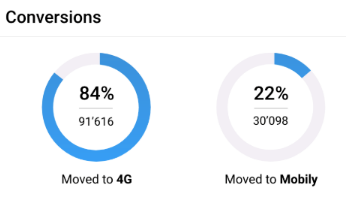 Conversions
84%
91'616
Moved to 4G
22%
30'098
Moved to Mobily